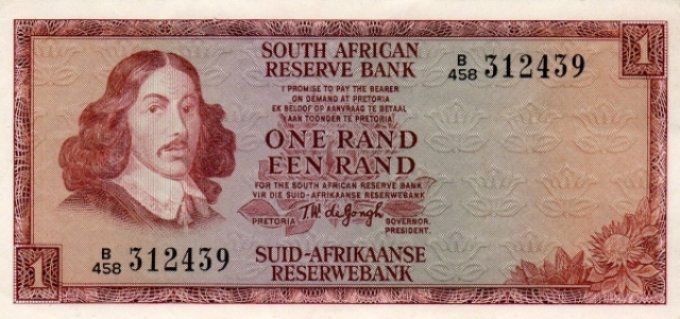 1
SOUTH AFRICAN
RESERVE BANK
B/458 312439
I PROMISE TO PAY THE BEARER
ON DEMAND AT PRETORIA
EK BELOOF OP AANVRAAG TE BETAAL
AAN TOONDER TE PRETORIA
ONE RAND
EEN RAND
FOR THE SOUTH AFRICAN RESERVE BANK
VIR DIE SUID-AFRIKAANSE RESERWEBANK
T.W. de Jongh
PRETORIA GOVERNOR.
PRESIDENT.
B/458 312439
SUID-AFRIKAANSE
RESERWEBANK
1